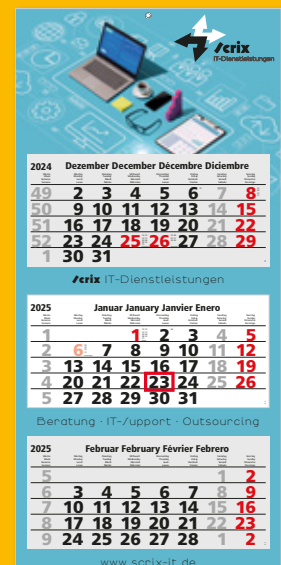 /crix
IT-Dienstleistungen
2024 Dezember December Décembre Diciembre
49 2 3 4 5 6 7 8
50 9 10 11 12 13 14 15
51 16 17 18 19 20 21 22
52 23 24 25 26 27 28 29
1 30 31
/crix IT-Dienstleistungen
2025 Januar January Janvier Enero
1 1 2 3 4 5
2 6 7 8 9 10 11 12
3 13 14 15 16 17 18 19
4 20 21 22 23 24 25 26
5 27 28 29 30 31
Beratung · IT-/upport · Outsourcing
2025 Februar February Février Febrero
5 1 2
6 3 4 5 6 7 8 9
7 10 11 12 13 14 15 16
8 17 18 19 20 21 22 23
9 24 25 26 27 28 1 2
www.scrix-it.de